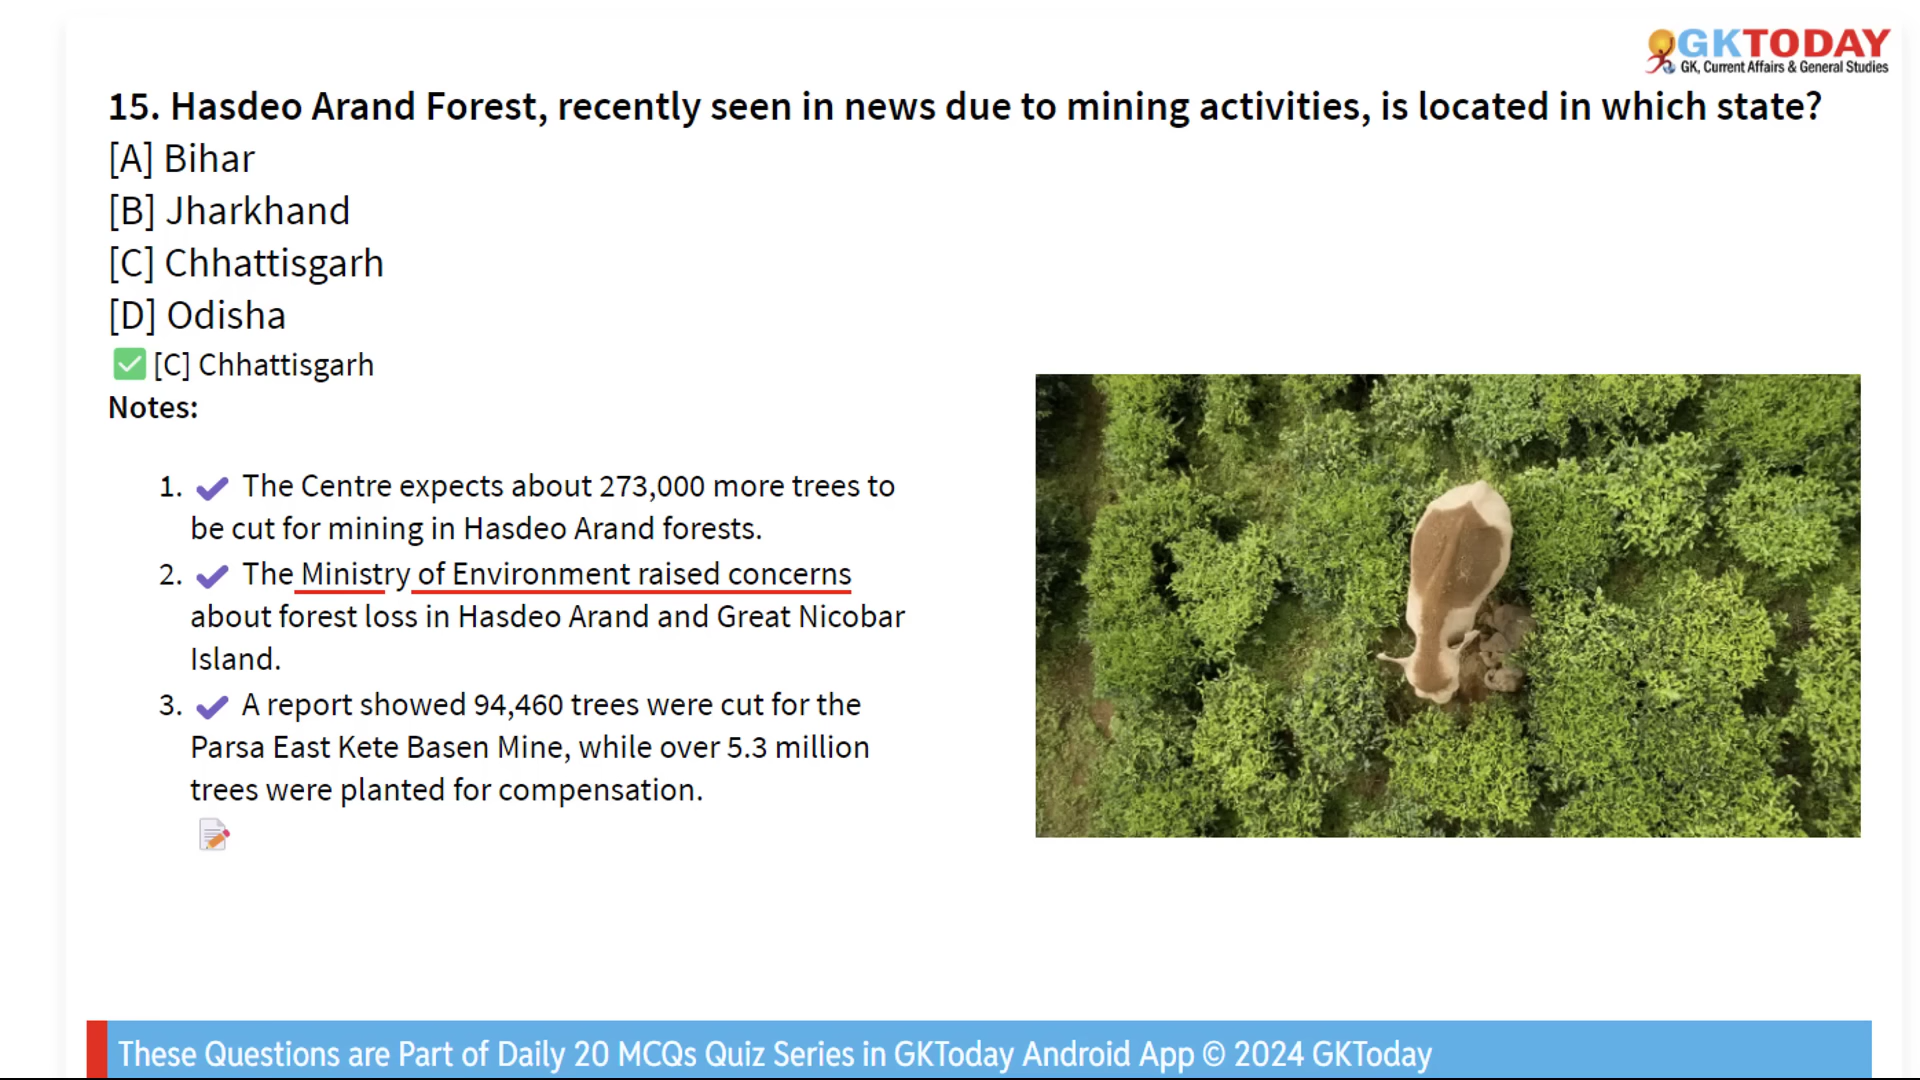 GKTODAY
GK, Current Affairs & General Studies
15. Hasdeo Arand Forest, recently seen in news due to mining activities, is located in which state?
[A] Bihar
[B] Jharkhand
[C] Chhattisgarh
[D] Odisha
✅ [C] Chhattisgarh
Notes:
1. ✔ The Centre expects about 273,000 more trees to
be cut for mining in Hasdeo Arand forests.
2. ✔ The Ministry of Environment raised concerns
about forest loss in Hasdeo Arand and Great Nicobar
Island.
3. ✔ A report showed 94,460 trees were cut for the
Parsa East Kete Basen Mine, while over 5.3 million
trees were planted for compensation.
These Questions are Part of Daily 20 MCQs Quiz Series in GKToday Android App © 2024 GKToday